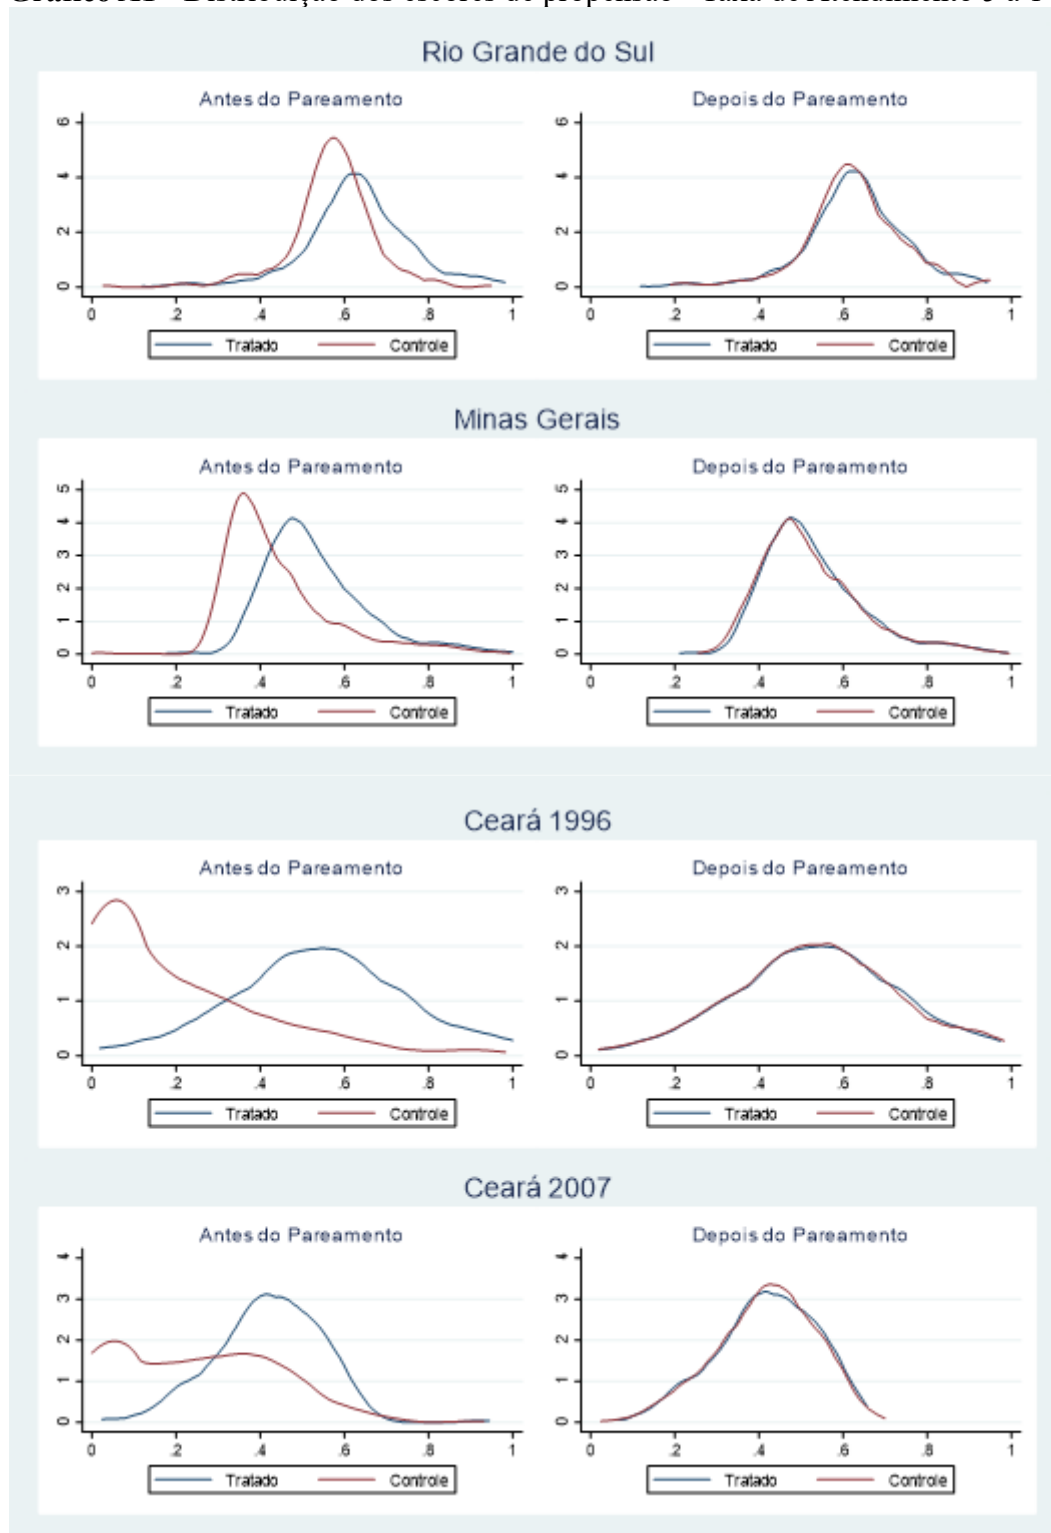 Rio Grande do Sul
Antes do Pareamento Depois do Pareamento
6 6
4 4
2 2
0 0
0 .2 .4 .6 .8 1 0 .2 .4 .6 .8 1
Tratado Controle Tratado Controle
Minas Gerais
Antes do Pareamento Depois do Pareamento
5 5
4 4
3 3
2 2
1 1
0 0
0 .2 .4 .6 .8 1 0 .2 .4 .6 .8 1
Tratado Controle Tratado Controle
Ceará 1996
Antes do Pareamento Depois do Pareamento
3 3
2 2
1 1
0 0
0 .2 .4 .6 .8 1 0 .2 .4 .6 .8 1
Tratado Controle Tratado Controle
Ceará 2007
Antes do Pareamento Depois do Pareamento
4 4
3 3
2 2
1 1
0 0
0 .2 .4 .6 .8 1 0 .2 .4 .6 .8 1
Tratado Controle Tratado Controle